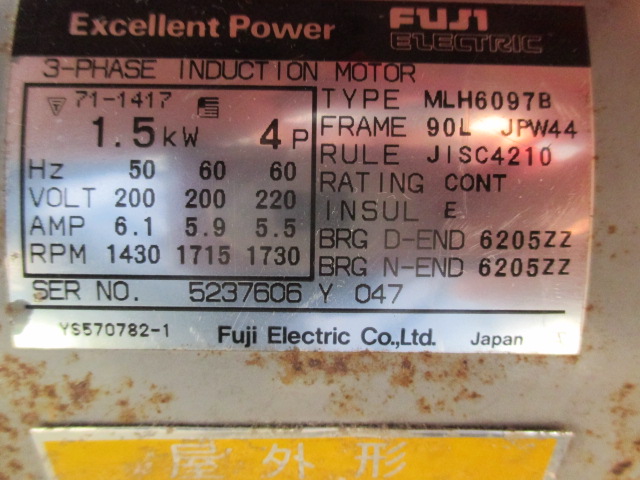 Excellent Power FUJI ELECTRIC
3-PHASE INDUCTION MOTOR
71-1417
1.5kW 4P
Hz 50 60 60
VOLT 200 200 220
AMP 6.1 5.9 5.5
RPM 1430 1715 1730
TYPE MLH6097B
FRAME 90L JPW44
RULE JISC4210
RATING CONT
INSUL E
BRG D-END 6205ZZ
BRG N-END 6205ZZ
SER NO. 5237606 Y 047
YS570782-1 Fuji Electric Co.,Ltd. Japan
屋外形